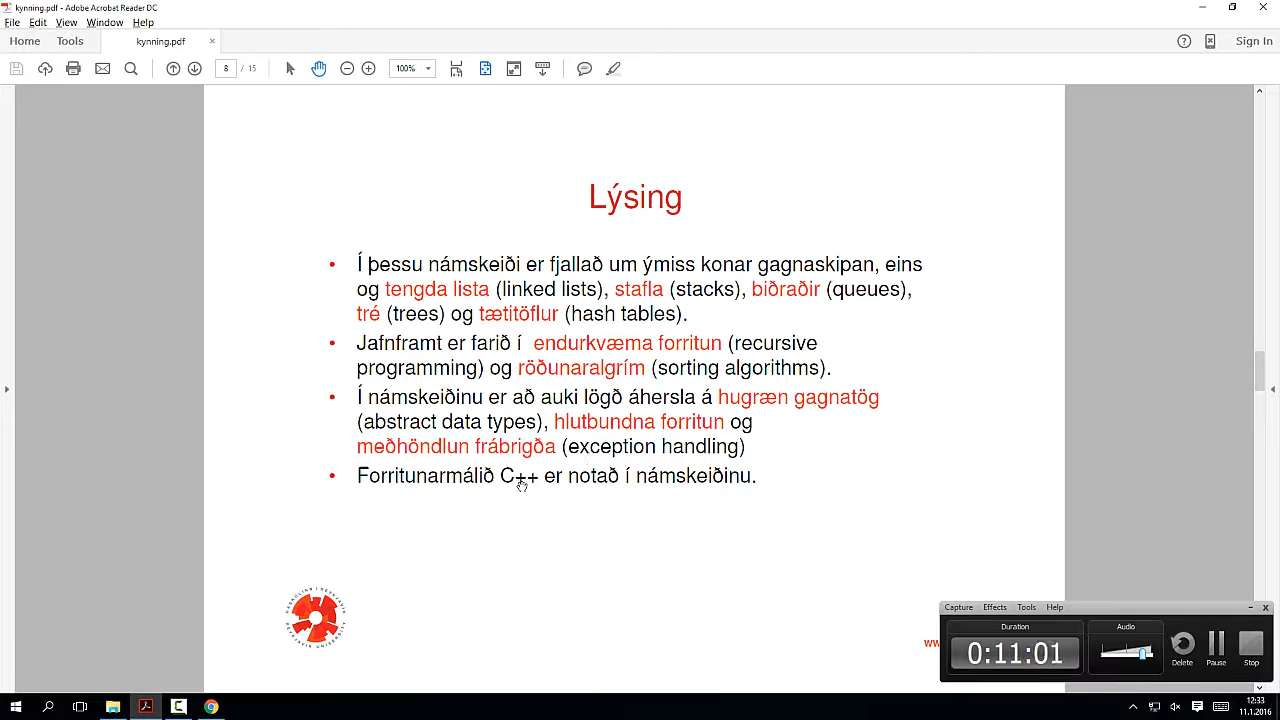 kynning.pdf - Adobe Acrobat Reader DC
File Edit View Window Help
Home Tools kynning.pdf × Sign In
8 / 15 100%
Lýsing
• Í þessu námskeiði er fjallað um ýmiss konar gagnaskipan, eins
og tengda lista (linked lists), stafla (stacks), biðraðir (queues),
tré (trees) og tætitöflur (hash tables).
• Jafnframt er farið í endurkvæma forritun (recursive
programming) og röðunaralgrím (sorting algorithms).
• Í námskeiðinu er að auki lögð áhersla á hugræn gagnatög
(abstract data types), hlutbundna forritun og
meðhöndlun frábrigða (exception handling)
• Forritunarmálið C++ er notað í námskeiðinu.
HÁSKÓLINN Í REYKJAVÍK
REYKJAVIK UNIVERSITY
ww
Capture Effects Tools Help
Duration Audio
0:11:01
Delete Pause Stop
12:33
11.1.2016